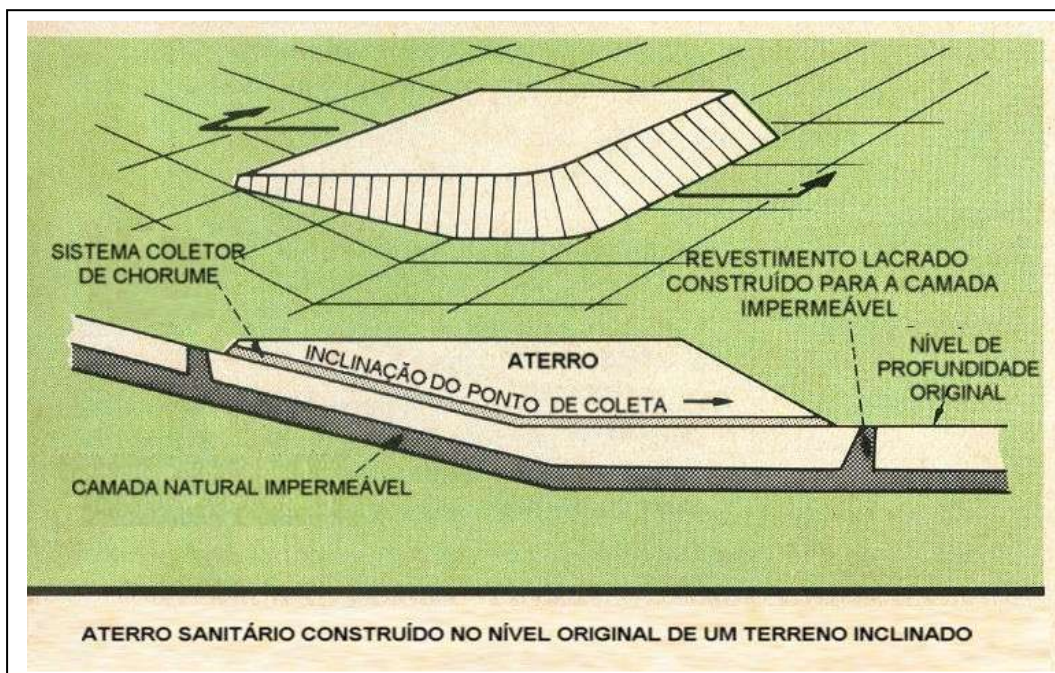 SISTEMA COLETOR
DE CHORUME
REVESTIMENTO LACRADO
CONSTRUÍDO PARA A CAMADA
IMPERMEÁVEL
NÍVEL DE
PROFUNDIDADE
ORIGINAL
ATERRO
INCLINAÇÃO DO PONTO DE COLETA
CAMADA NATURAL IMPERMEÁVEL
ATERRO SANITÁRIO CONSTRUÍDO NO NÍVEL ORIGINAL DE UM TERRENO INCLINADO